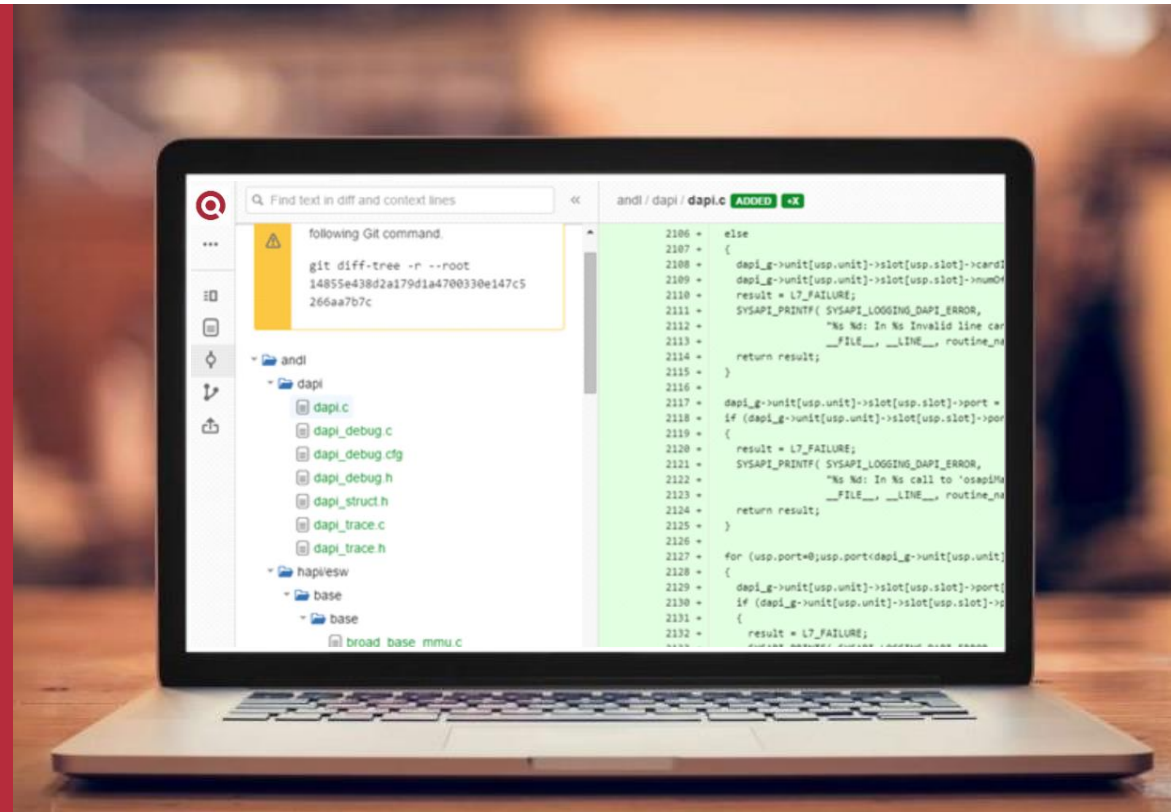 Find text in diff and context lines
«
following Git command.
git diff-tree -r --root
14855e438d2a179d1a4700330e147c5
266aa7b7c
andl
dapi
dapi.c
dapi_debug.c
dapi_debug.cfg
dapi_debug.h
dapi_struct.h
dapi_trace.c
dapi_trace.h
hapi/esw
base
base
broad_base_mmu.c
andl / dapi / dapi.c ADDED +X
2106 + else
2107 + {
2108 + dapi_g->unit[usp.unit]->slot[usp.slot]->cardI
2109 + dapi_g->unit[usp.unit]->slot[usp.slot]->numOf
2110 + result = L7_FAILURE;
2111 + SYSAPI_PRINTF( SYSAPI_LOGGING_DAPI_ERROR,
2112 + "%s %d: In %s Invalid line car
2113 + __FILE__, __LINE__, routine_na
2114 + return result;
2115 + }
2116 +
2117 + dapi_g->unit[usp.unit]->slot[usp.slot]->port =
2118 + if (dapi_g->unit[usp.unit]->slot[usp.slot]->por
2119 + {
2120 + result = L7_FAILURE;
2121 + SYSAPI_PRINTF( SYSAPI_LOGGING_DAPI_ERROR,
2122 + "%s %d: In %s call to 'osapiMa
2123 + __FILE__, __LINE__, routine_na
2124 + return result;
2125 + }
2126 +
2127 + for (usp.port=0;usp.port<dapi_g->unit[usp.unit]
2128 + {
2129 + dapi_g->unit[usp.unit]->slot[usp.slot]->port[
2130 + if (dapi_g->unit[usp.unit]->slot[usp.slot]->p
2131 + {
2132 + result = L7_FAILURE;